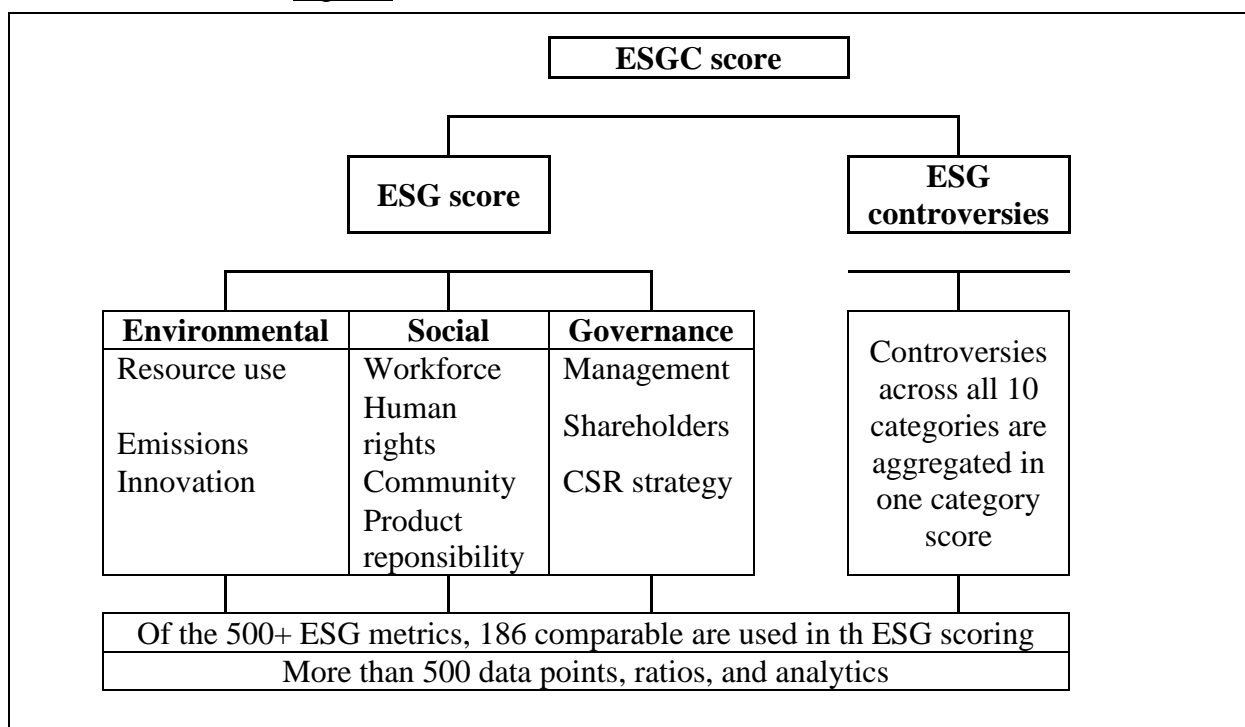 ESGC score
ESG score
ESG
controversies
Environmental
Resource use
Emissions
Innovation
Social
Workforce
Human
rights
Community
Product
reponsibility
Governance
Management
Shareholders
CSR strategy
Controversies
across all 10
categories are
aggregated in
one category
score
Of the 500+ ESG metrics, 186 comparable are used in th ESG scoring
More than 500 data points, ratios, and analytics